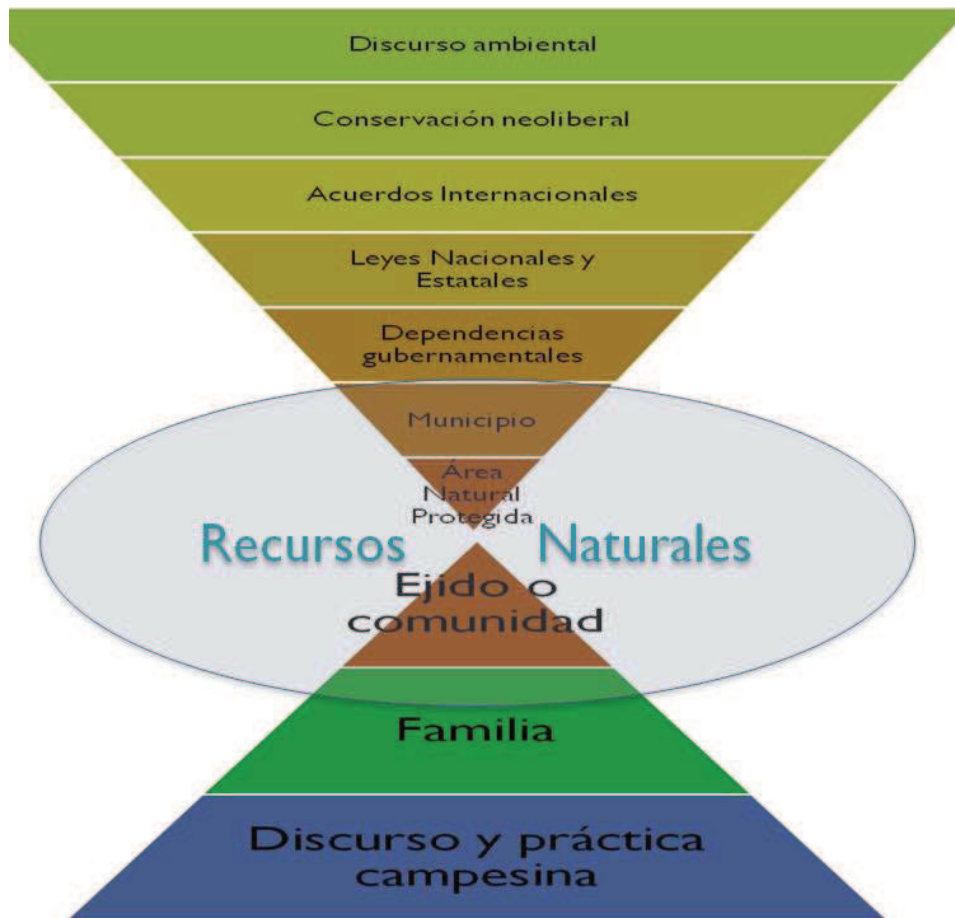 Discurso ambiental
Conservación neoliberal
Acuerdos Internacionales
Leyes Nacionales y
Estatales
Dependencias
gubernamentales
Municipio
Área
Natural
Protegida
Recursos Naturales
Ejido o
comunidad
Familia
Discurso y práctica
campesina